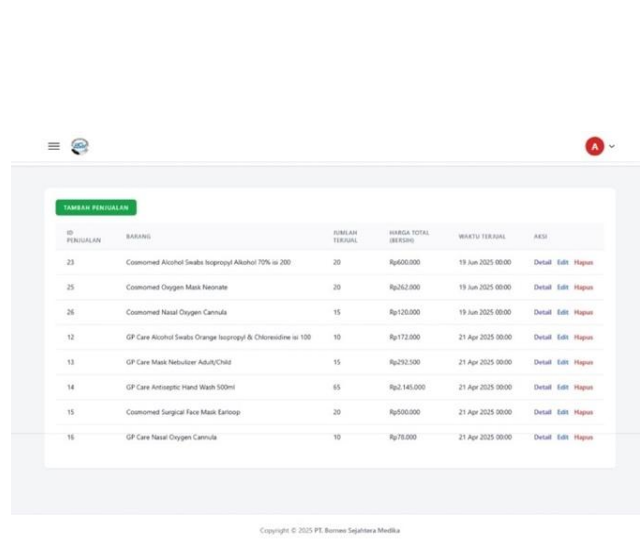 A
TAMBAH PENJUALAN
ID PENJUALAN BARANG JUMLAH TERJUAL HARGA TOTAL (BERSIH) WAKTU TERJUAL AKSI
23 Cosmomed Alcohol Swabs Isopropyl Alkohol 70% isi 200 20 Rp600.000 19 Jun 2025 00:00 Detail Edit Hapus
25 Cosmomed Oxygen Mask Neonate 20 Rp262.000 19 Jun 2025 00:00 Detail Edit Hapus
26 Cosmomed Nasal Oxygen Cannula 15 Rp120.000 19 Jun 2025 00:00 Detail Edit Hapus
12 GP Care Alcohol Swabs Orange Isopropyl & Chloresidine isi 100 10 Rp172.000 21 Apr 2025 00:00 Detail Edit Hapus
13 GP Care Mask Nebulizer Adult/Child 15 Rp292.500 21 Apr 2025 00:00 Detail Edit Hapus
14 GP Care Antiseptic Hand Wash 500ml 65 Rp2.145.000 21 Apr 2025 00:00 Detail Edit Hapus
15 Cosmomed Surgical Face Mask Earloop 20 Rp500.000 21 Apr 2025 00:00 Detail Edit Hapus
16 GP Care Nasal Oxygen Cannula 10 Rp78.000 21 Apr 2025 00:00 Detail Edit Hapus
Copyright © 2025 PT. Borneo Sejahtera Medika